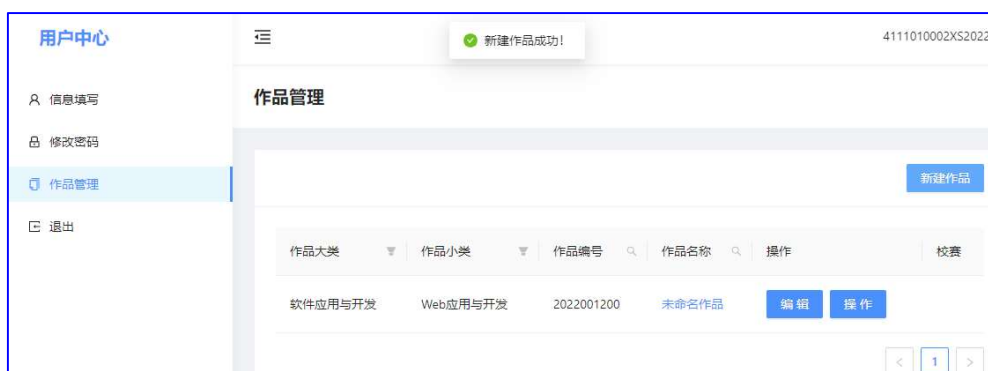 用户中心
新建作品成功!
4111010002XS2022
信息填写
作品管理
修改密码
作品管理
新建作品
退出
作品大类 作品小类 作品编号 作品名称 操作 校赛
软件应用与开发 Web应用与开发 2022001200 未命名作品 编辑 操作
< 1 >